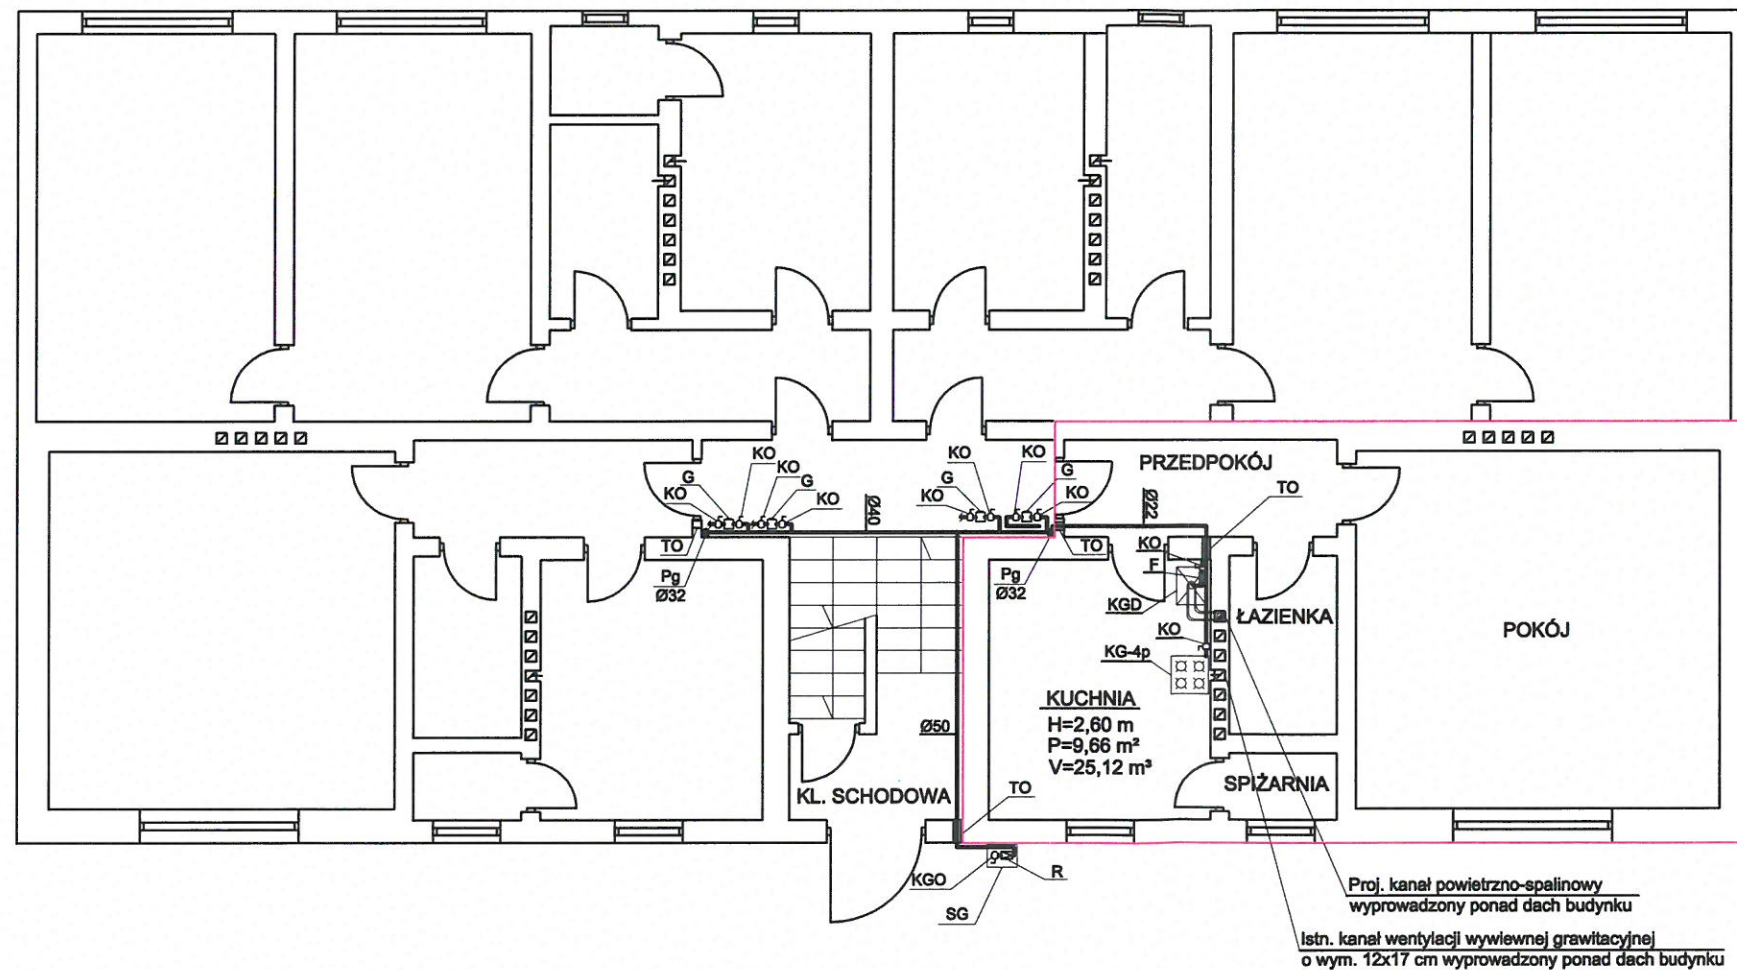 KO
KO
KO
KO
G
G
G
G
PRZEDPOKÓJ
KO
KO
KO
KO
TO
Ø40
Ø22
TO
TO
KO
Pg
Ø32
Pg
Ø32
F
KGD
ŁAZIENKA
POKÓJ
KO
KG-4p
KUCHNIA
H=2,60 m
P=9,66 m²
V=25,12 m³
Ø50
KL. SCHODOWA
TO
SPIŻARNIA
KGO
R
SG
Proj. kanał powietrzno-spalinowy
wyprowadzony ponad dach budynku
Istn. kanał wentylacji wywiewnej grawitacyjnej
o wym. 12x17 cm wyprowadzony ponad dach budynku